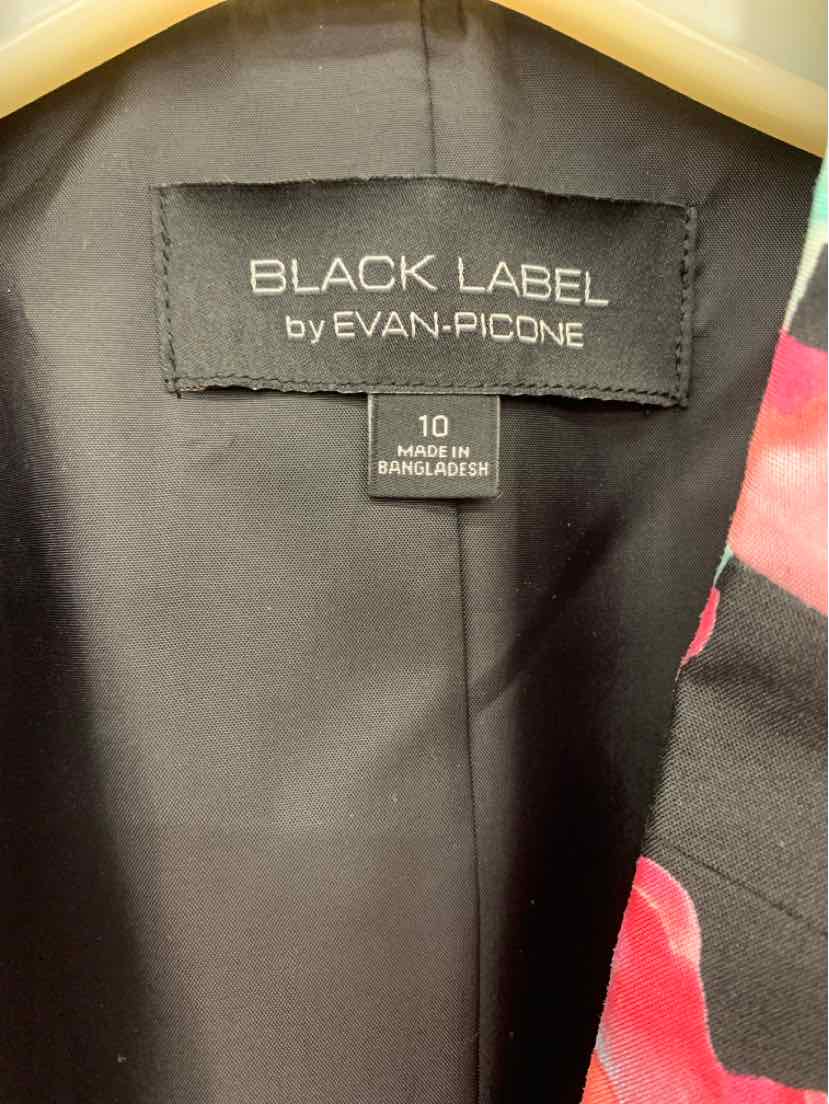 BLACK LABEL
by EVAN-PICONE
10
MADE IN
BANGLADESH